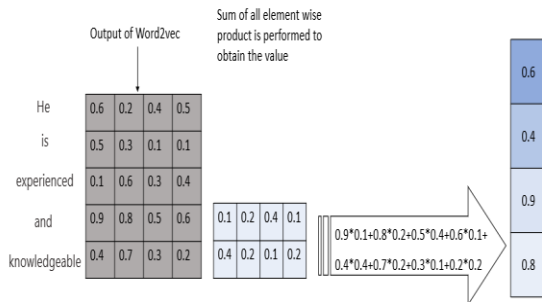 Sum of all element wise
product is performed to
obtain the value
Output of Word2vec
He 0.6 0.2 0.4 0.5
is 0.5 0.3 0.1 0.1
experienced 0.1 0.6 0.3 0.4
and 0.9 0.8 0.5 0.6
knowledgeable 0.4 0.7 0.3 0.2
0.1 0.2 0.4 0.1
0.4 0.2 0.1 0.2
0.9*0.1+0.8*0.2+0.5*0.4+0.6*0.1+
0.4*0.4+0.7*0.2+0.3*0.1+0.2*0.2
0.6
0.4
0.9
0.8